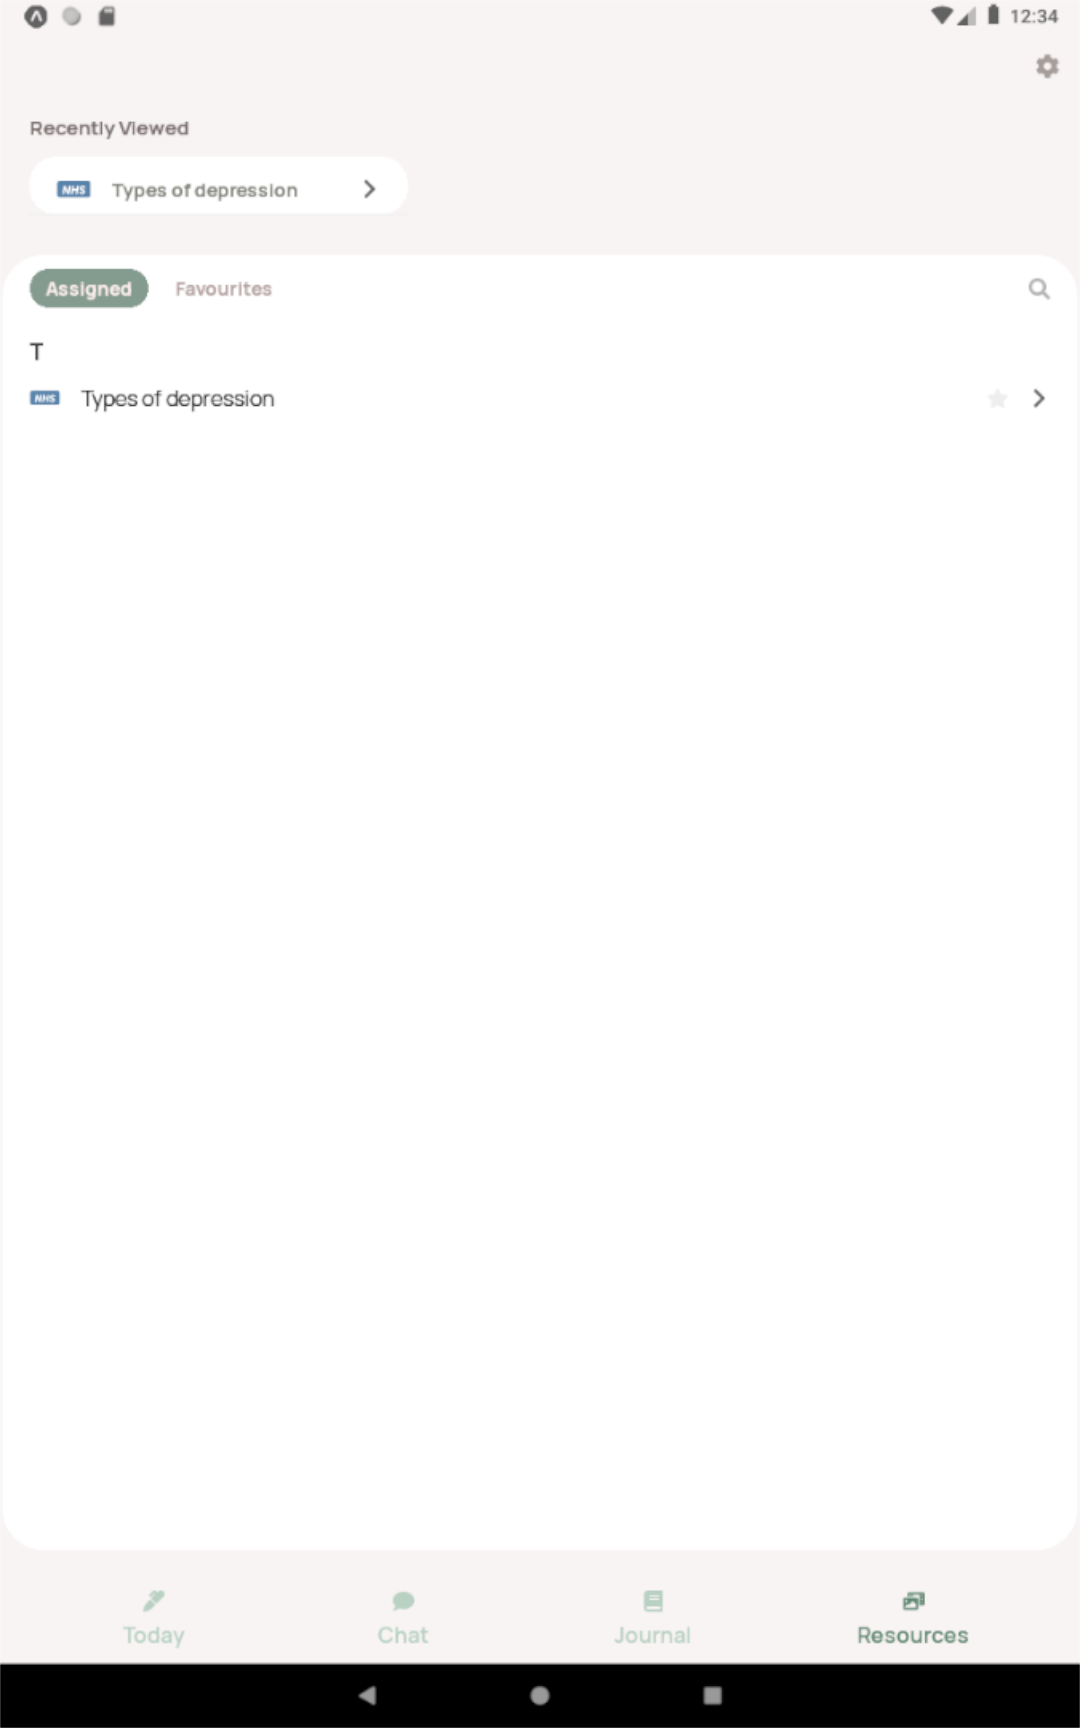 12:34
Recently Viewed
NHS Types of depression
Assigned Favourites
T
NHS Types of depression
Today Chat Journal Resources